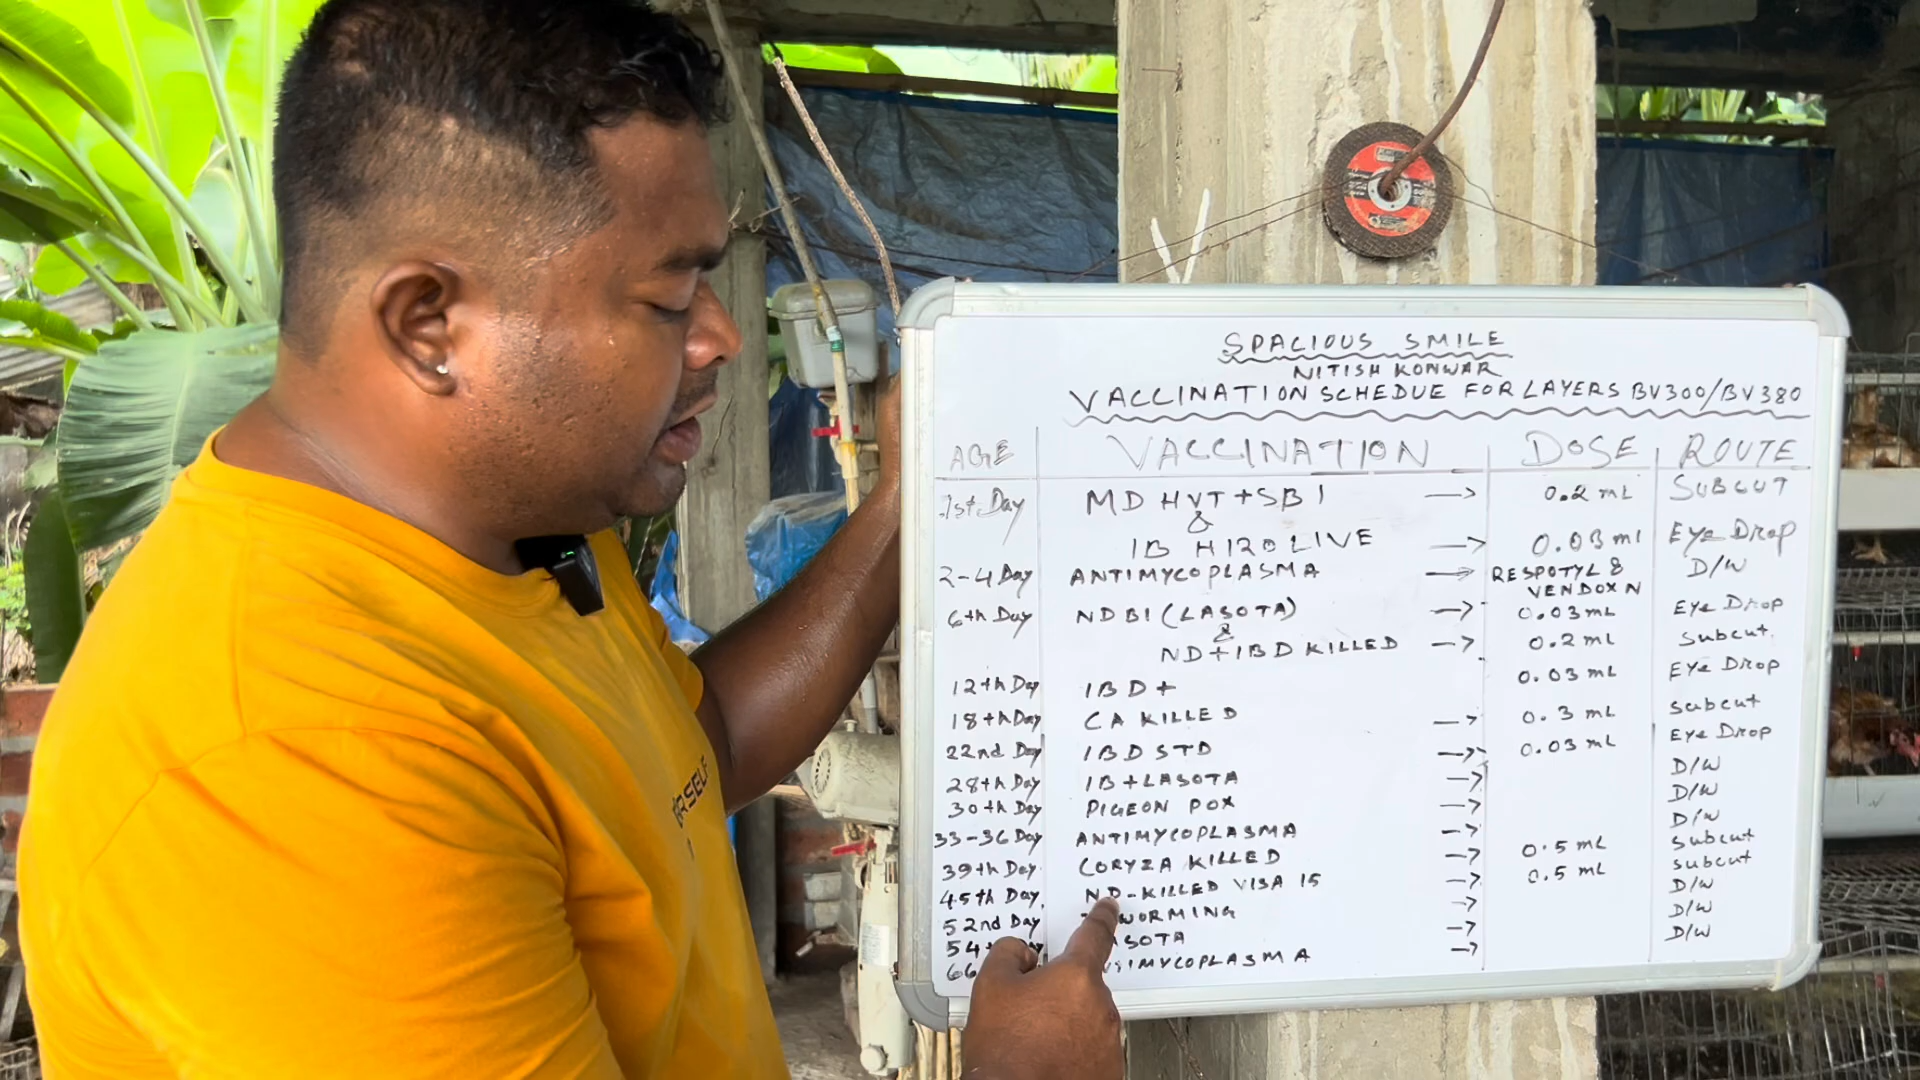 SPACIOUS SMILE
NITISH KONWAR
VACCINATION SCHEDUE FOR LAYERS BV300/BV380
AGE VACCINATION DOSE ROUTE
1st Day MD HVT+SB1 → 0.2 mL SUBCUT
&
IB H120 LIVE → 0.03 ml Eye Drop
2-4 Day ANTIMYCOPLASMA → RESPOTYL & VENDOX N D/W
6th Day NDB1 (LASOTA) → 0.03 mL Eye Drop
&
ND+IBD KILLED → 0.2 mL Subcut.
12th Day IBD+ 0.03 mL Eye Drop
18th Day CA KILLED → 0.3 mL Subcut
22nd Day IBD STD → 0.03 mL Eye Drop
28th Day IB+LASOTA → D/W
30th Day PIGEON POX → D/W
33-36 Day ANTIMYCOPLASMA → D/W
39th Day CORYZA KILLED → 0.5 mL Subcut
45th Day. ND-KILLED VISA 15 → 0.5 mL Subcut
52nd Day WORMING → D/W
54 ASOTA → D/W
66 MYCOPLASMA → D/W
RSELF